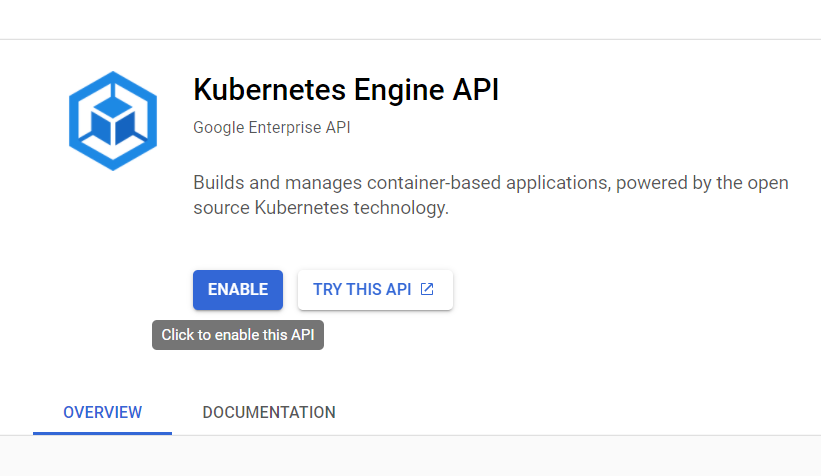 Kubernetes Engine API
Google Enterprise API
Builds and manages container-based applications, powered by the open
source Kubernetes technology.
ENABLE
TRY THIS API
Click to enable this API
OVERVIEW
DOCUMENTATION